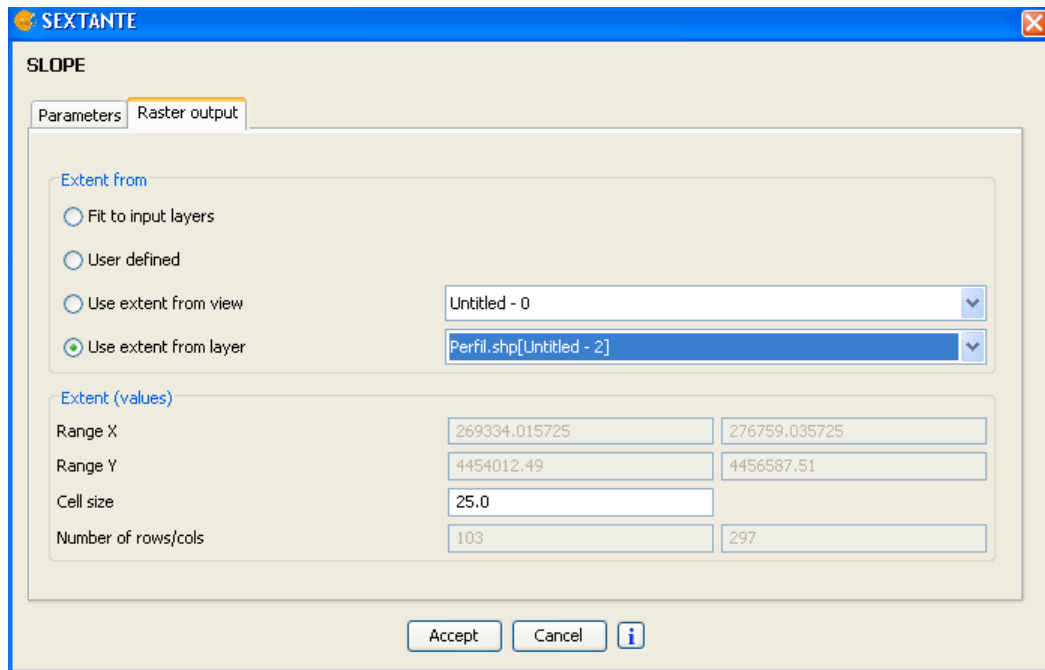 SEXTANTE
SLOPE
Parameters Raster output
Extent from
Fit to input layers
User defined
Use extent from view Untitled - 0
Use extent from layer Perfil.shp[Untitled - 2]
Extent (values)
Range X 269334.015725 276759.035725
Range Y 4454012.49 4456587.51
Cell size 25.0
Number of rows/cols 103 297
Accept Cancel i